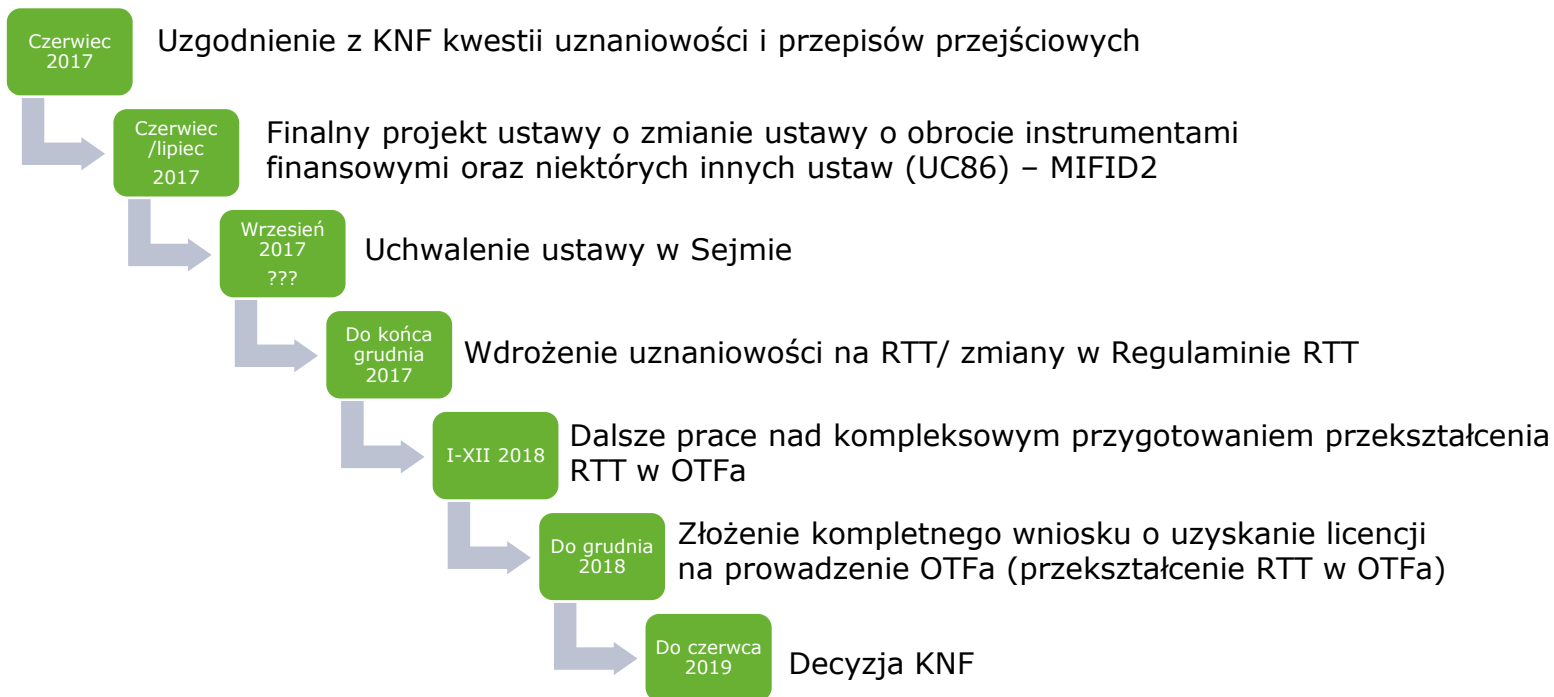 Czerwiec
2017
Uzgodnienie z KNF kwestii uznaniowości i przepisów przejściowych
Czerwiec
/lipiec
2017
Finalny projekt ustawy o zmianie ustawy o obrocie instrumentami
finansowymi oraz niektórych innych ustaw (UC86) – MIFID2
Wrzesień
2017
???
Uchwalenie ustawy w Sejmie
Do końca
grudnia
2017
Wdrożenie uznaniowości na RTT/ zmiany w Regulaminie RTT
I-XII 2018
Dalsze prace nad kompleksowym przygotowaniem przekształcenia
RTT w OTFa
Do grudnia
2018
Złożenie kompletnego wniosku o uzyskanie licencji
na prowadzenie OTFa (przekształcenie RTT w OTFa)
Do czerwca
2019
Decyzja KNF